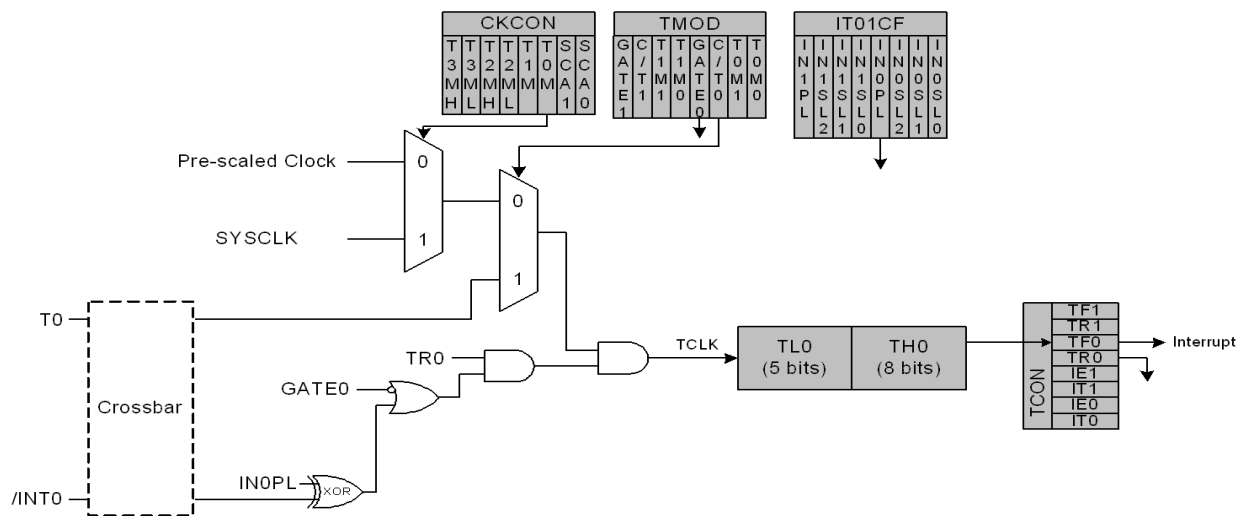 CKCON
TMOD
IT01CF
T3MH
T3ML
T2MH
T2ML
T1M
T0M
SCA1
SCA0
GATE1
C/T1
T1M1
T1M0
GATE0
C/T0
T0M1
T0M0
IN1PL
IN1SL2
IN1SL1
IN1SL0
IN0PL
IN0SL2
IN0SL1
IN0SL0
Pre-scaled Clock
0
SYSCLK
1
0
1
T0
Crossbar
/INT0
TR0
GATE0
IN0PL
XOR
TCLK
TL0
(5 bits)
TH0
(8 bits)
TCON
TF1
TR1
TF0
TR0
IE1
IT1
IE0
IT0
Interrupt